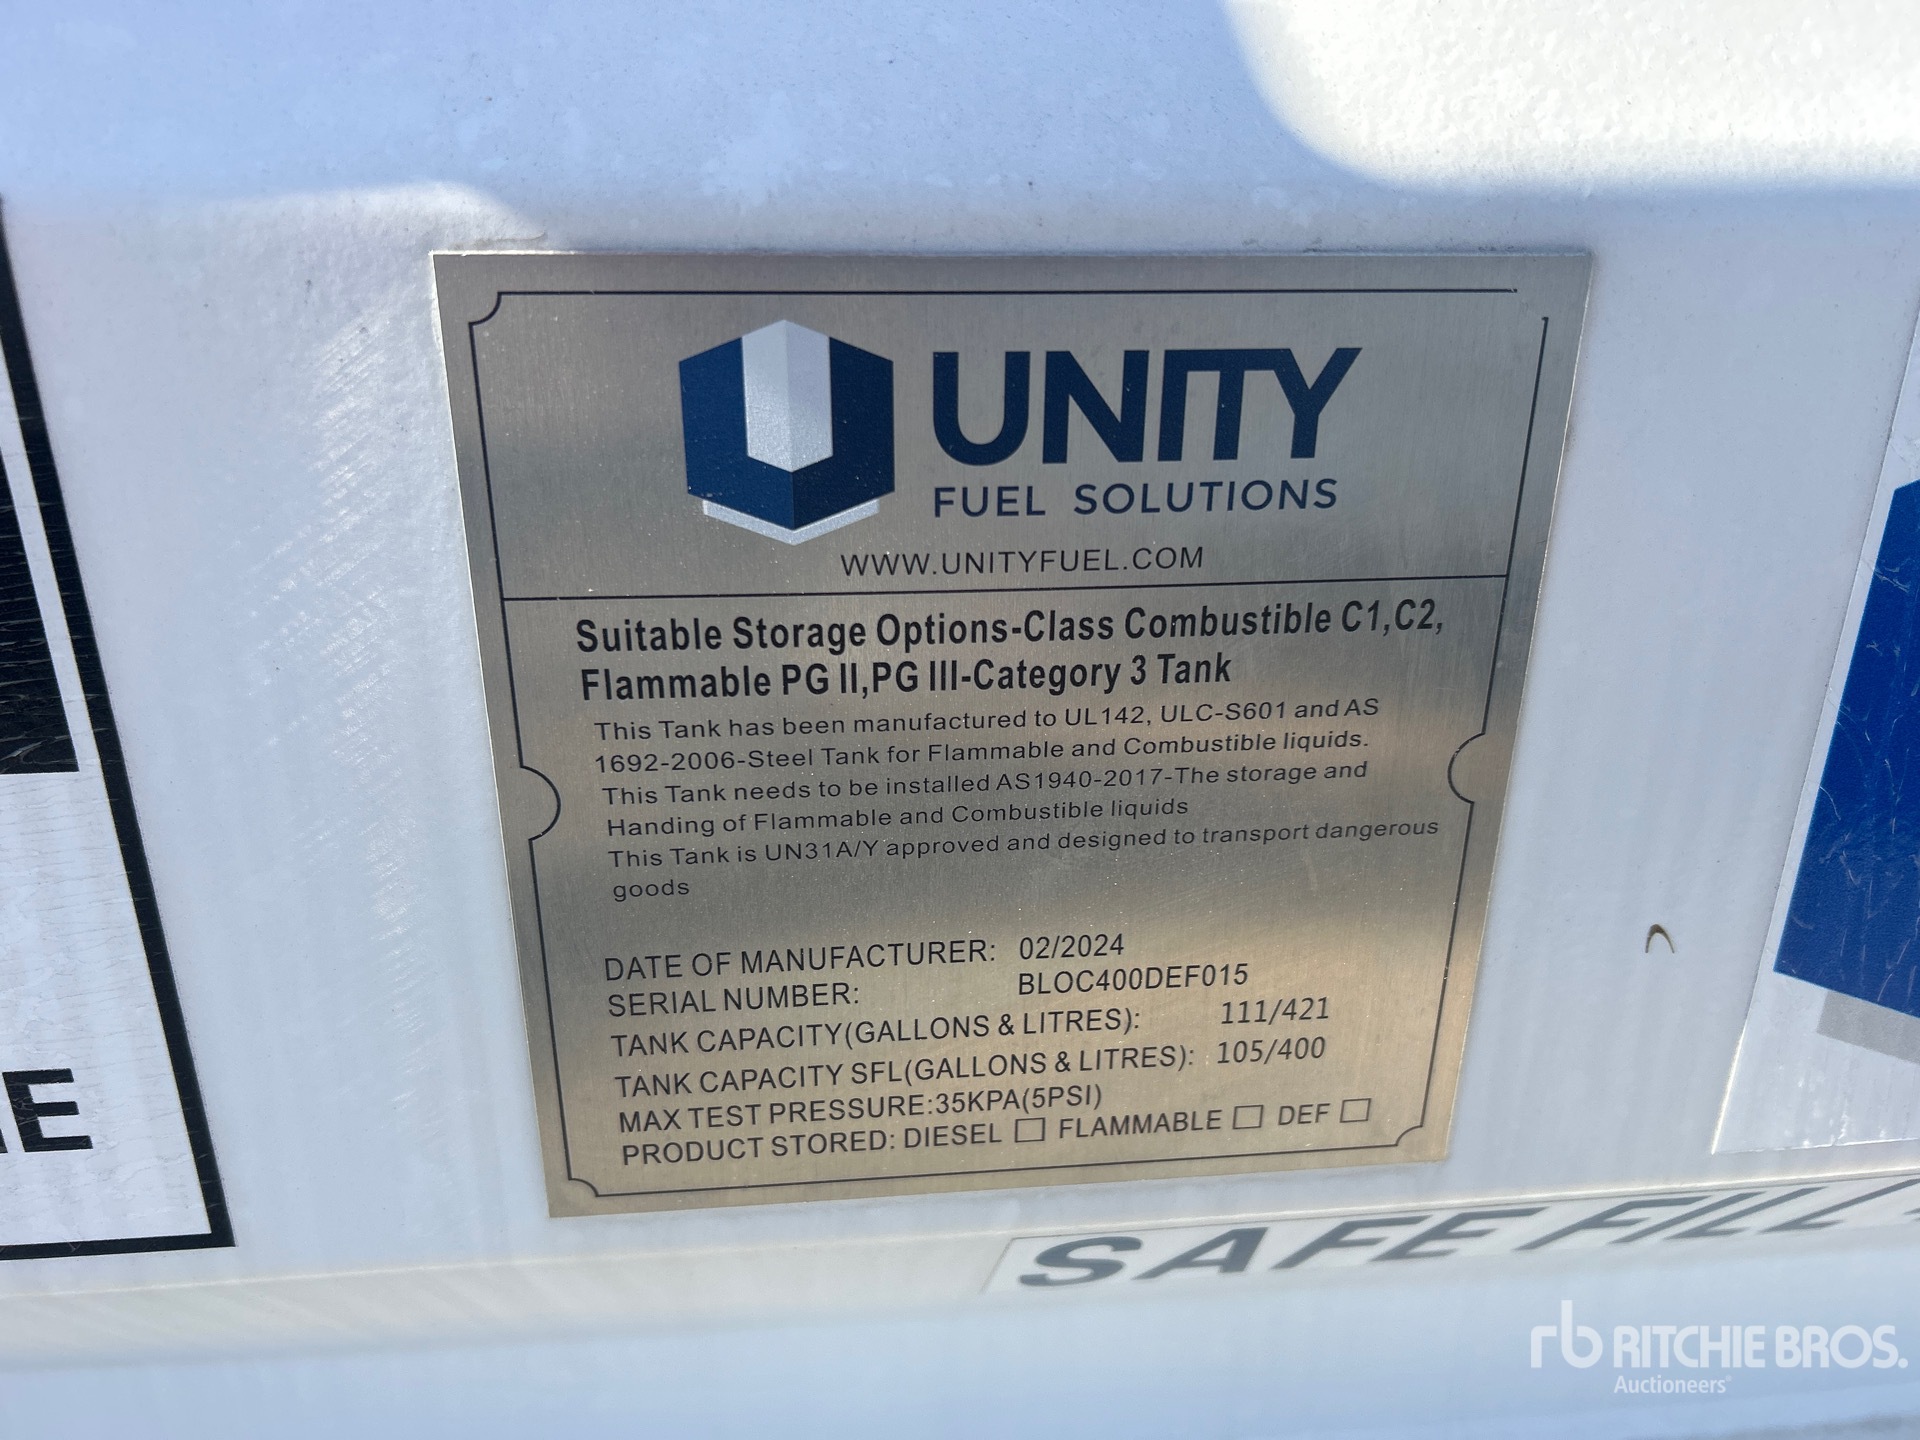 UNITY
FUEL SOLUTIONS
WWW.UNITYFUEL.COM
Suitable Storage Options-Class Combustible C1,C2,
Flammable PG II,PG III-Category 3 Tank
This Tank has been manufactured to UL142, ULC-S601 and AS
1692-2006-Steel Tank for Flammable and Combustible liquids.
This Tank needs to be installed AS1940-2017-The storage and
Handing of Flammable and Combustible liquids
This Tank is UN31A/Y approved and designed to transport dangerous
goods
DATE OF MANUFACTURER: 02/2024
SERIAL NUMBER: BLOC400DEF015
TANK CAPACITY(GALLONS & LITRES): 111/421
TANK CAPACITY SFL(GALLONS & LITRES): 105/400
MAX TEST PRESSURE:35KPA(5PSI)
PRODUCT STORED: DIESEL FLAMMABLE DEF
SAFE FILL
rb RITCHIE BROS.
Auctioneers